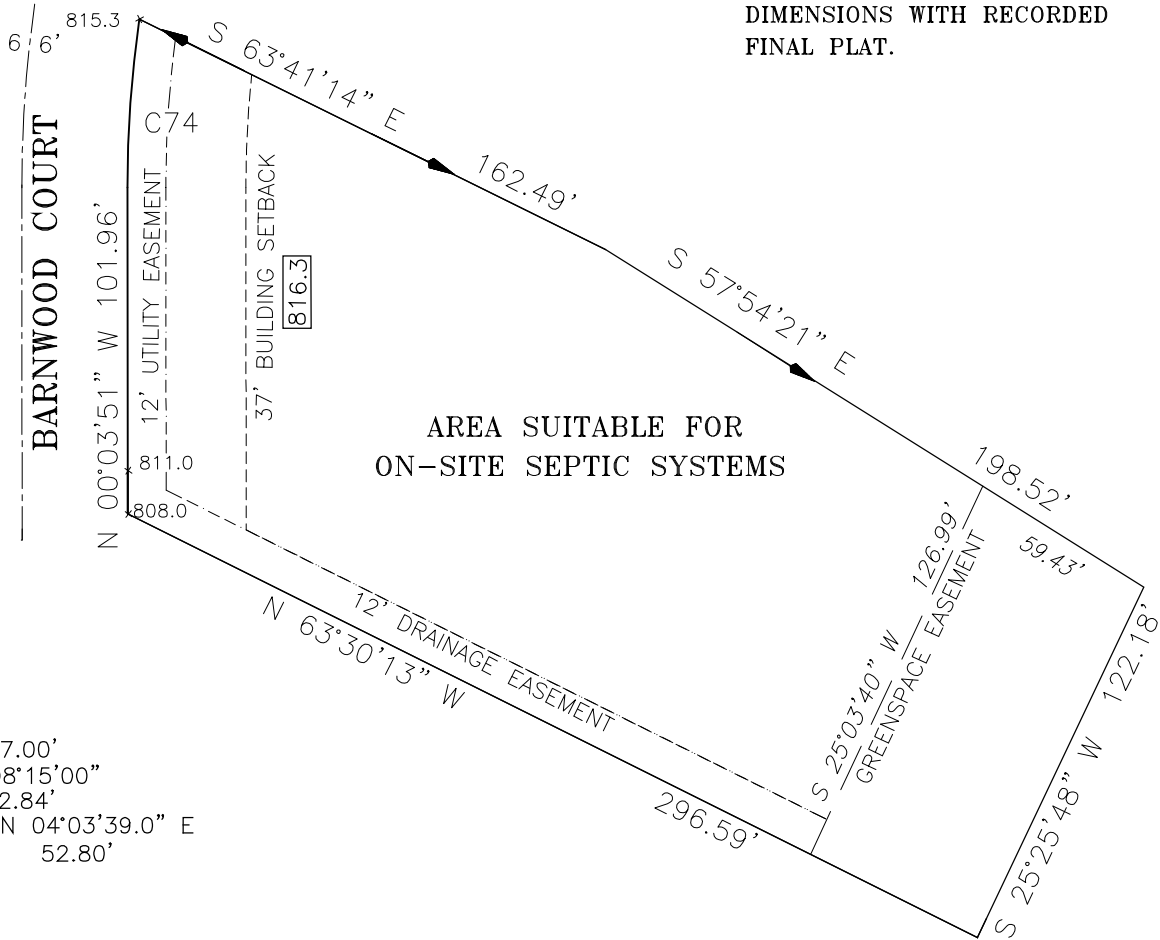 DIMENSIONS WITH RECORDED
FINAL PLAT.
815.3
6 6'
S 63°41'14" E
162.49'
C74
BARNWOOD COURT
N 00°03'51" W 101.96'
12' UTILITY EASEMENT
37' BUILDING SETBACK
816.3
S 57°54'21" E
198.52'
AREA SUITABLE FOR
ON-SITE SEPTIC SYSTEMS
811.0
808.0
59.43'
S 25°03'40" W 126.99'
GREENSPACE EASEMENT
S 25°25'48" W 122.18'
12' DRAINAGE EASEMENT
N 63°30'13" W
296.59'
7.00'
8°15'00"
2.84'
N 04°03'39.0" E
52.80'